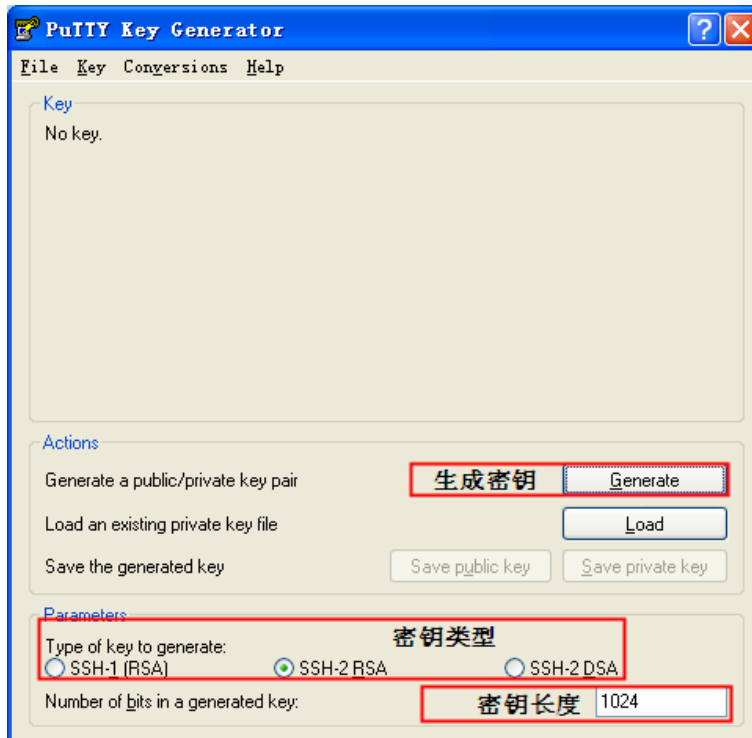 PuTTY Key Generator
File Key Conversions Help
Key
No key.
Actions
Generate a public/private key pair 生成密钥 Generate
Load an existing private key file Load
Save the generated key Save public key Save private key
Parameters
Type of key to generate: 密钥类型
SSH-1 (RSA) SSH-2 RSA SSH-2 DSA
Number of bits in a generated key: 密钥长度 1024